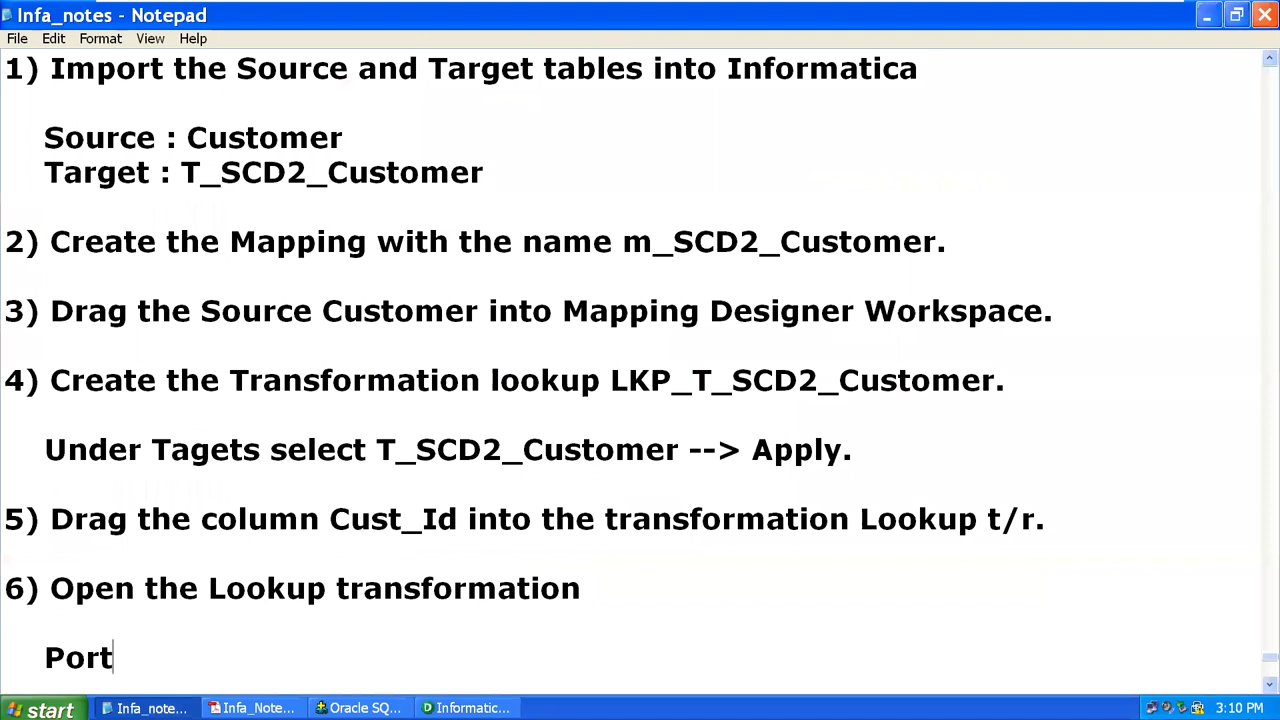 Infa_notes - Notepad
File Edit Format View Help
1) Import the Source and Target tables into Informatica
Source : Customer
Target : T_SCD2_Customer
2) Create the Mapping with the name m_SCD2_Customer.
3) Drag the Source Customer into Mapping Designer Workspace.
4) Create the Transformation lookup LKP_T_SCD2_Customer.
Under Tagets select T_SCD2_Customer --> Apply.
5) Drag the column Cust_Id into the transformation Lookup t/r.
6) Open the Lookup transformation
Port
start Infa_note... Infa_Note... Oracle SQ... Informatic... 3:10 PM